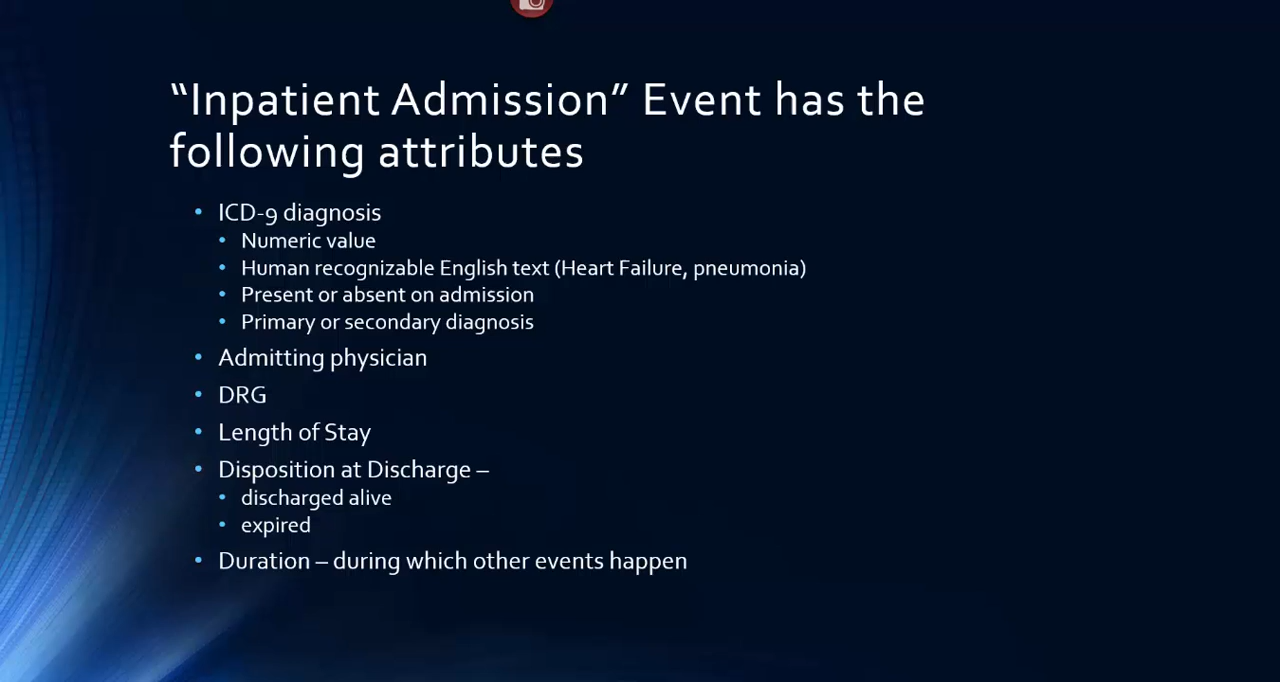 “Inpatient Admission” Event has the
following attributes
• ICD-9 diagnosis
• Numeric value
• Human recognizable English text (Heart Failure, pneumonia)
• Present or absent on admission
• Primary or secondary diagnosis
• Admitting physician
• DRG
• Length of Stay
• Disposition at Discharge –
• discharged alive
• expired
• Duration – during which other events happen